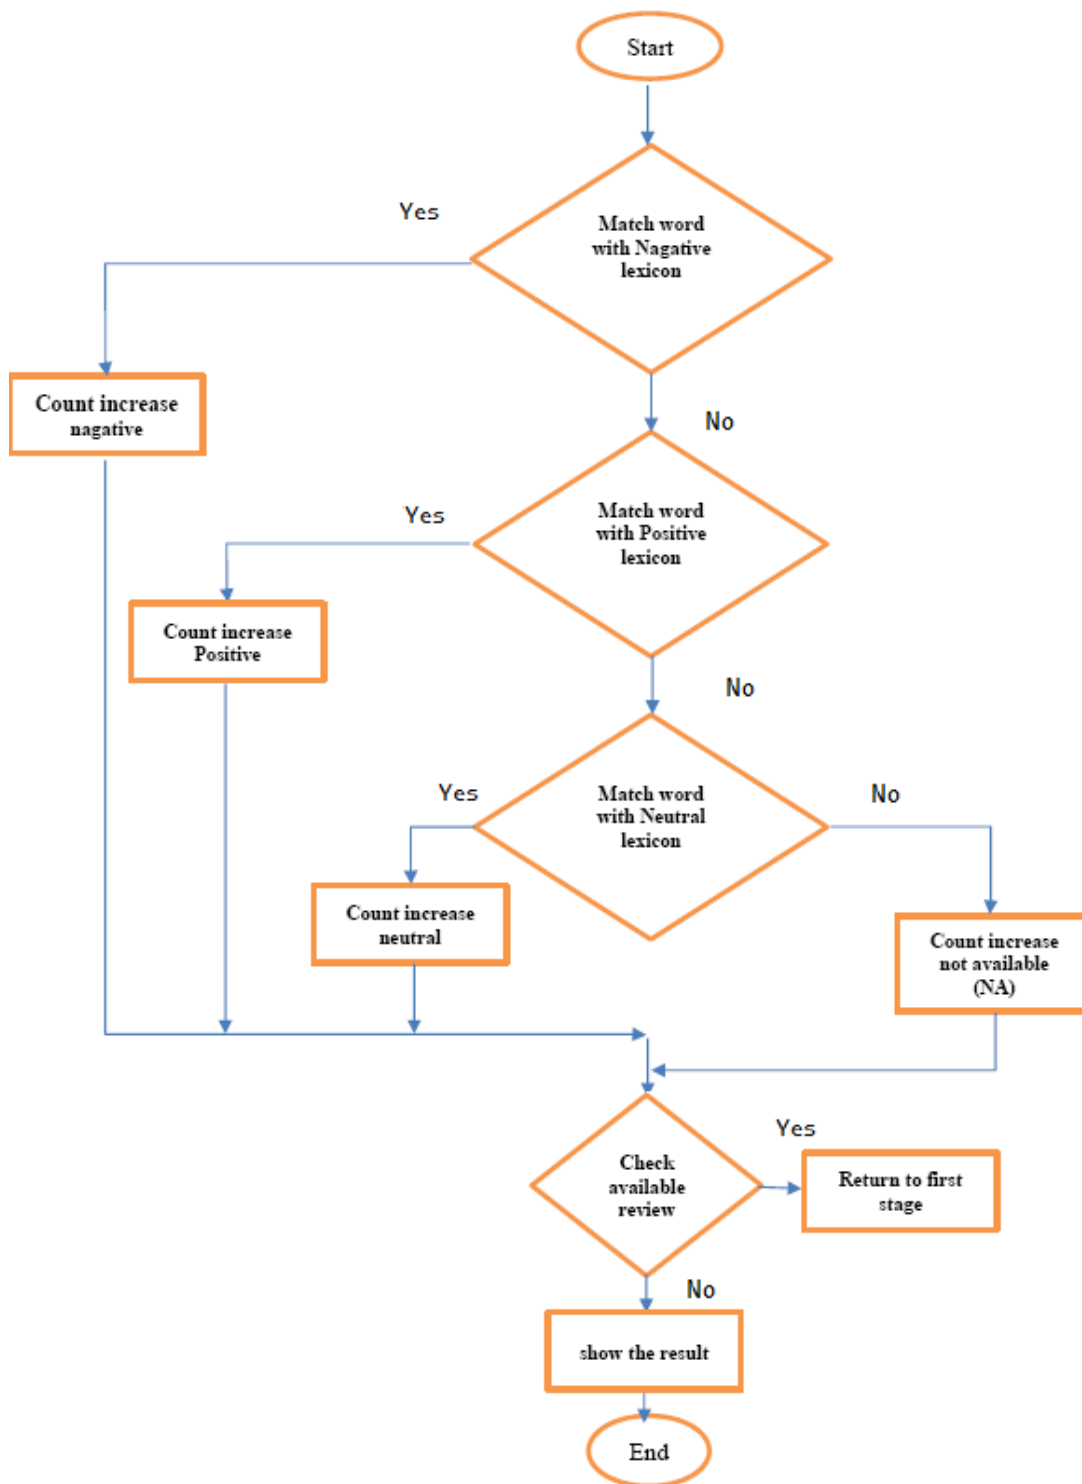 Start
Yes
Match word
with Nagative
lexicon
Count increase
nagative
No
Yes
Match word
with Positive
lexicon
Count increase
Positive
No
Yes
Match word
with Neutral
lexicon
No
Count increase
neutral
Count increase
not available
(NA)
Yes
Check
available
review
Return to first
stage
No
show the result
End